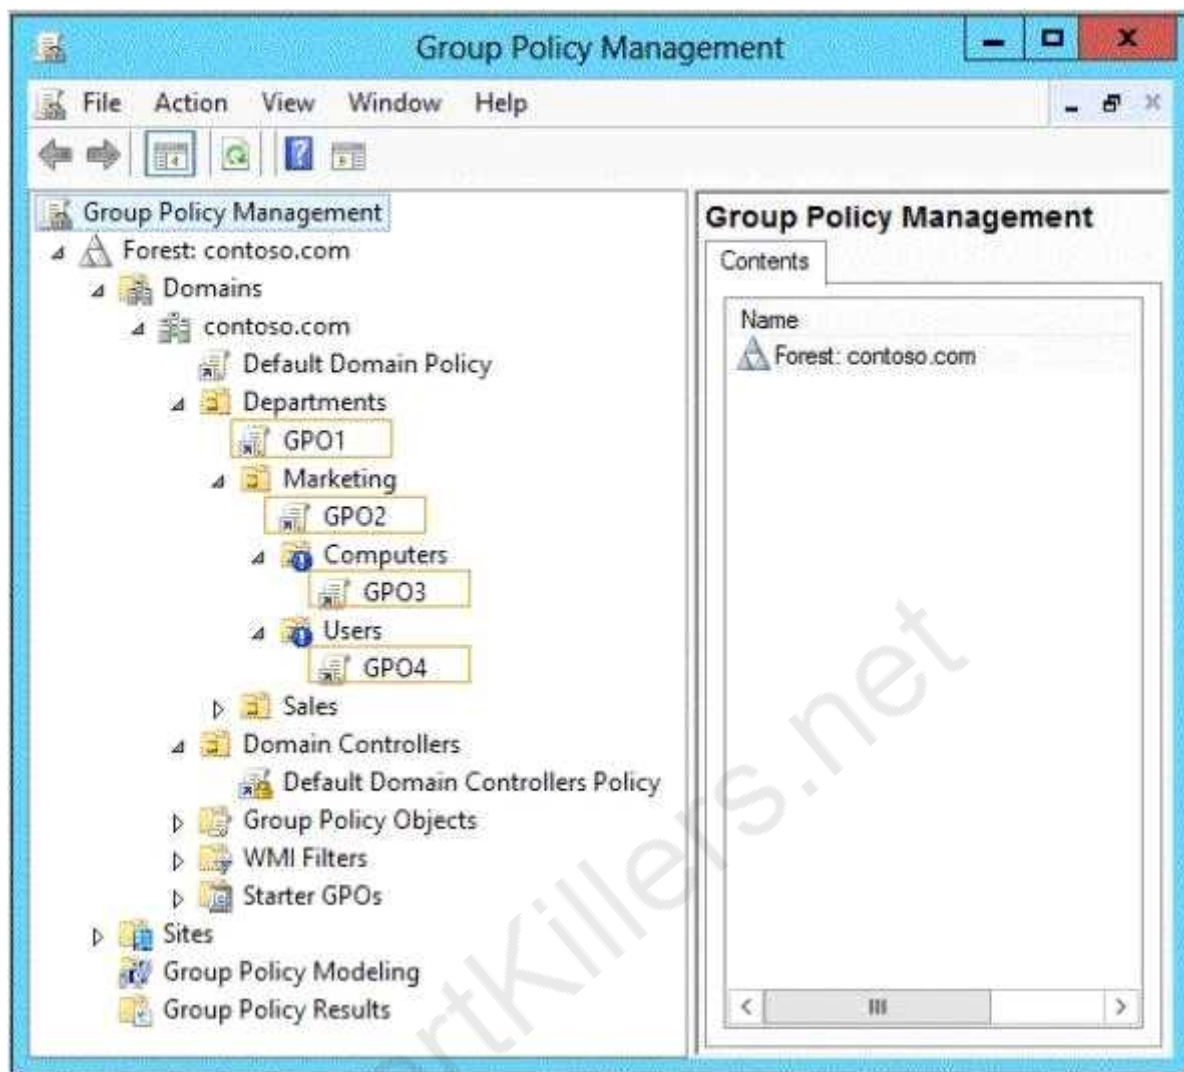 Group Policy Management
File Action View Window Help
Group Policy Management
Forest: contoso.com
Domains
contoso.com
Default Domain Policy
Departments
GPO1
Marketing
GPO2
Computers
GPO3
Users
GPO4
Sales
Domain Controllers
Default Domain Controllers Policy
Group Policy Objects
WMI Filters
Starter GPOs
Sites
Group Policy Modeling
Group Policy Results
Group Policy Management
Contents
Name
Forest: contoso.com